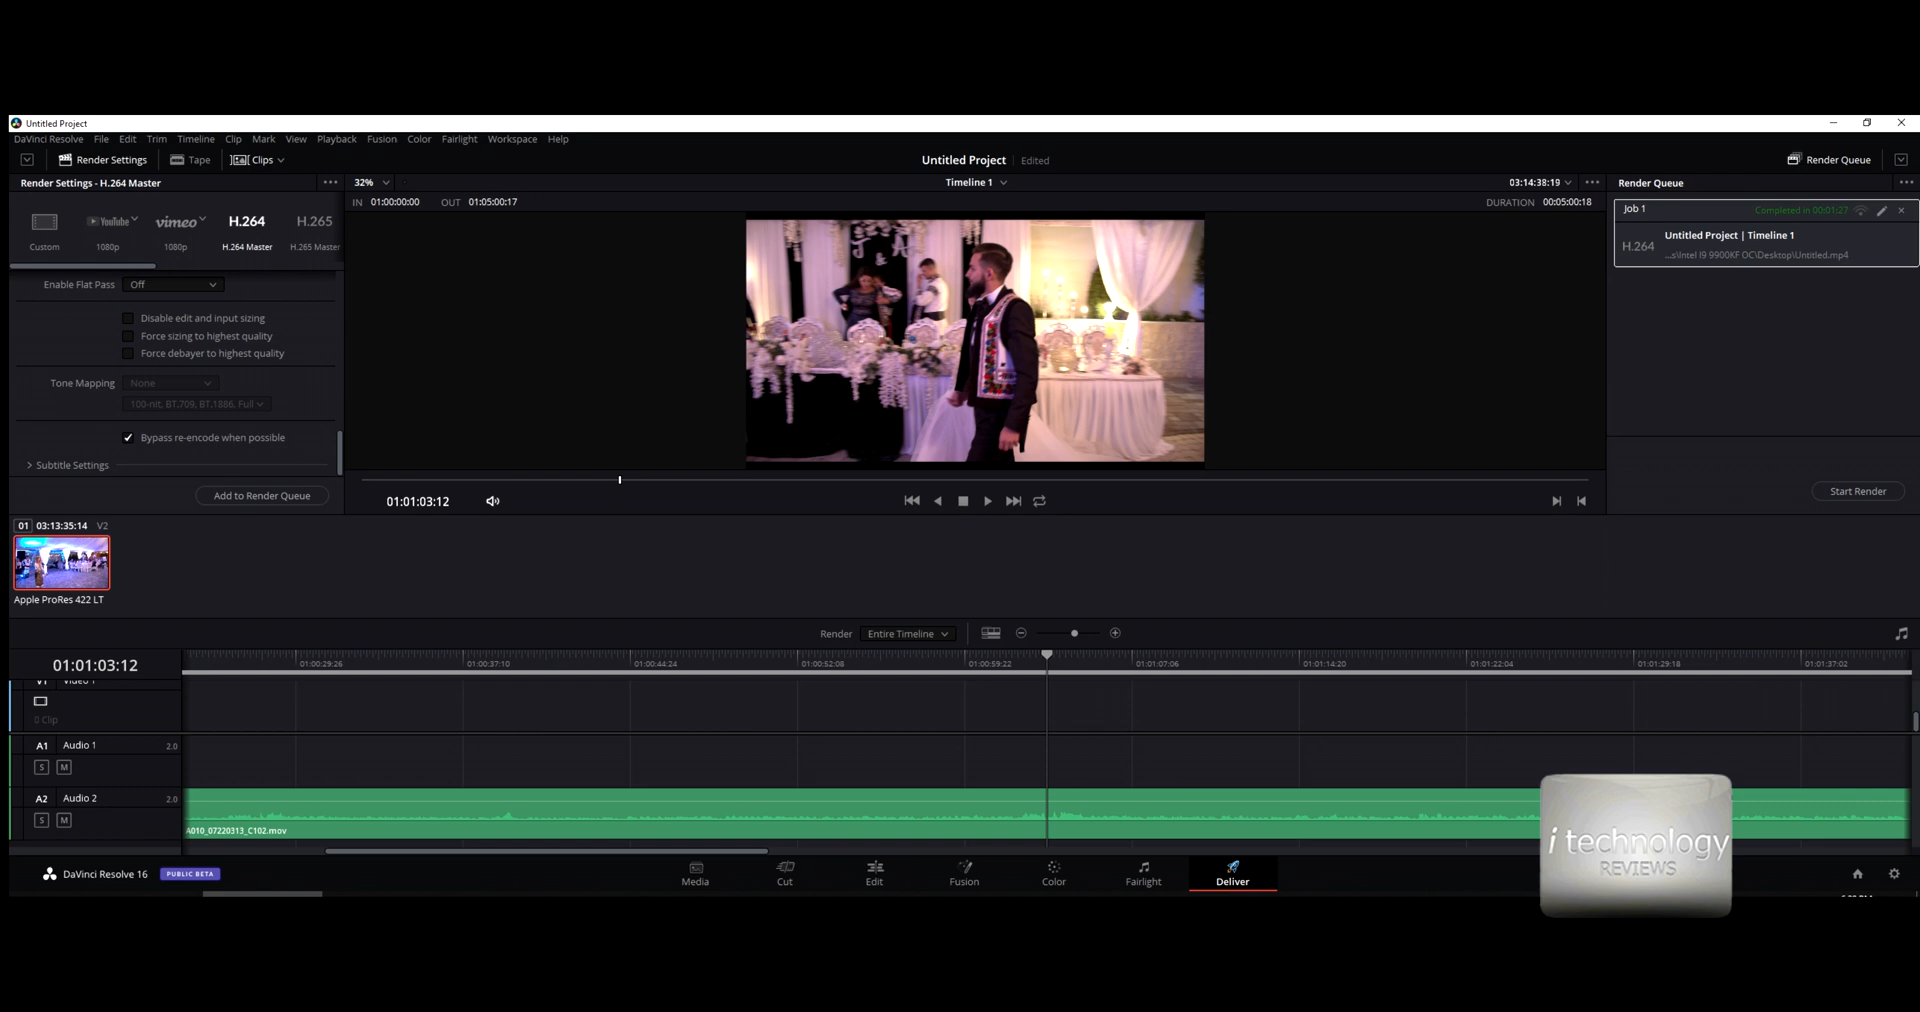 Untitled Project
DaVinci Resolve File Edit Trim Timeline Clip Mark View Playback Fusion Color Fairlight Workspace Help
Render Settings Tape Clips Untitled Project Edited Render Queue
Render Settings - H.264 Master 32% Timeline 1 03:14:38:19 Render Queue
IN 01:00:00:00 OUT 01:05:00:17 DURATION 00:05:00:18
Job 1 Completed in 00:01:27
YouTube vimeo H.264 H.265
Custom 1080p 1080p H.264 Master H.265 Master
Untitled Project | Timeline 1
H.264
...s\Intel I9 9900KF OC\Desktop\Untitled.mp4
J & A
Enable Flat Pass Off
Disable edit and input sizing
Force sizing to highest quality
Force debayer to highest quality
Tone Mapping None
100-nit, BT.709, BT.1886, Full
Bypass re-encode when possible
Subtitle Settings
Add to Render Queue 01:01:03:12 Start Render
01 03:13:35:14 V2
Apple ProRes 422 LT
Render Entire Timeline
01:01:03:12 01:00:29:26 01:00:37:10 01:00:44:24 01:00:52:08 01:00:59:22 01:01:07:06 01:01:14:20 01:01:22:04 01:01:29:18 01:01:37:02
V1 Video 1
0 Clip
A1 Audio 1 2.0
S M
A2 Audio 2 2.0
S M
A010_07220313_C102.mov
i technology
REVIEWS
DaVinci Resolve 16 PUBLIC BETA Media Cut Edit Fusion Color Fairlight Deliver